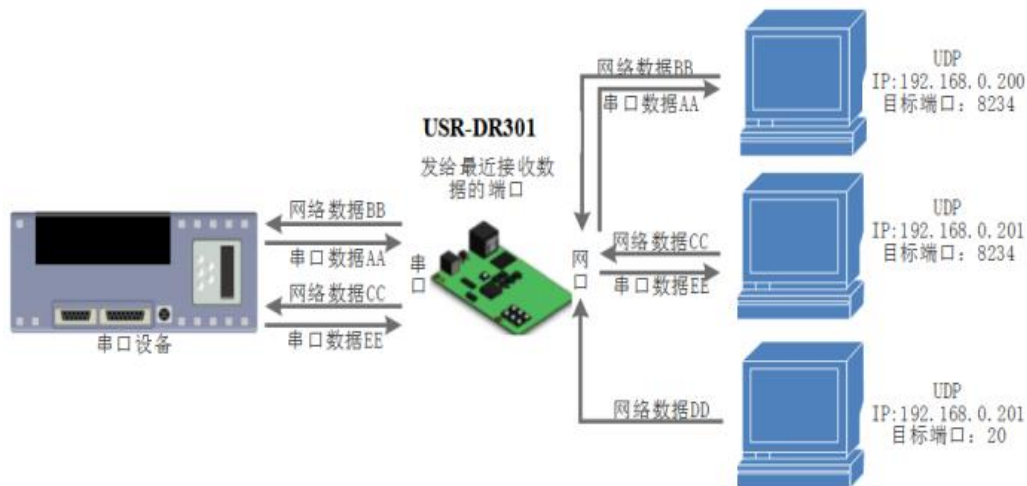 USR-DR301
发给最近接收数
据的端口
网络数据BB
串口数据AA
网络数据CC
串口数据EE
串口设备
串口
网口
网络数据BB
串口数据AA
网络数据CC
串口数据EE
网络数据DD
UDP
IP:192.168.0.200
目标端口：8234
UDP
IP:192.168.0.201
目标端口：8234
UDP
IP:192.168.0.201
目标端口：20